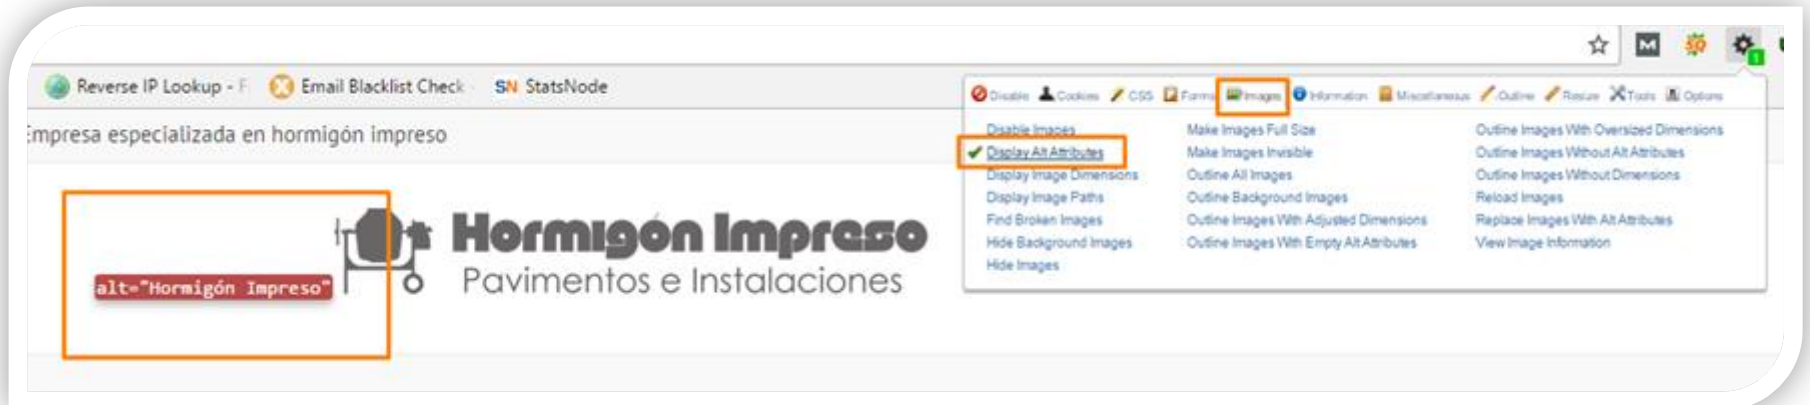 Reverse IP Lookup - F
Email Blacklist Check
SN StatsNode
Disable Cookies CSS Forms Images Information Miscellaneous Outline Resize Tools Options
Empresa especializada en hormigón impreso
Disable Images
Display Alt Attributes
Display Image Dimensions
Display Image Paths
Find Broken Images
Hide Background Images
Hide Images
Make Images Full Size
Make Images Invisible
Outline All Images
Outline Background Images
Outline Images With Adjusted Dimensions
Outline Images With Empty Alt Attributes
Outline Images With Oversized Dimensions
Outline Images Without Alt Attributes
Outline Images Without Dimensions
Reload Images
Replace Images With Alt Attributes
View Image Information
Hormigón Impreso
Pavimentos e Instalaciones
alt="Hormigón Impreso"
M
SQ
1